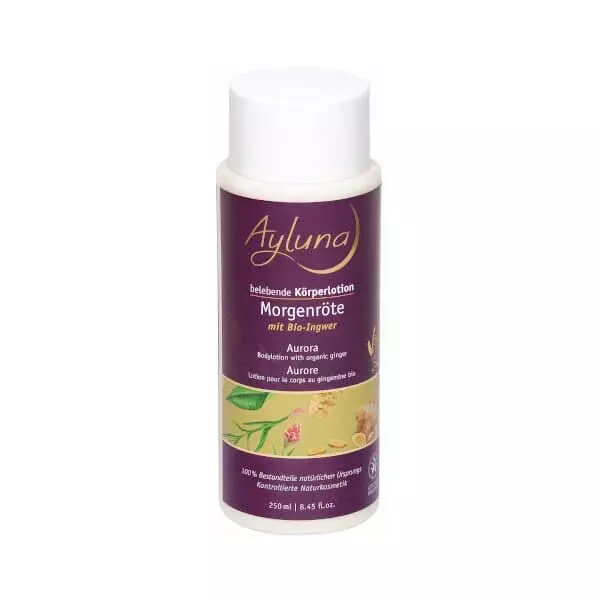 Ayluna
belebende Körperlotion
Morgenröte
mit Bio-Ingwer
Aurora
Bodylotion with organic ginger
Aurore
Lotion pour le corps au gingembre bio
100% Bestandteile natürlichen Ursprungs
Kontrollierte Naturkosmetik
250 ml | 8.45 fl.oz.